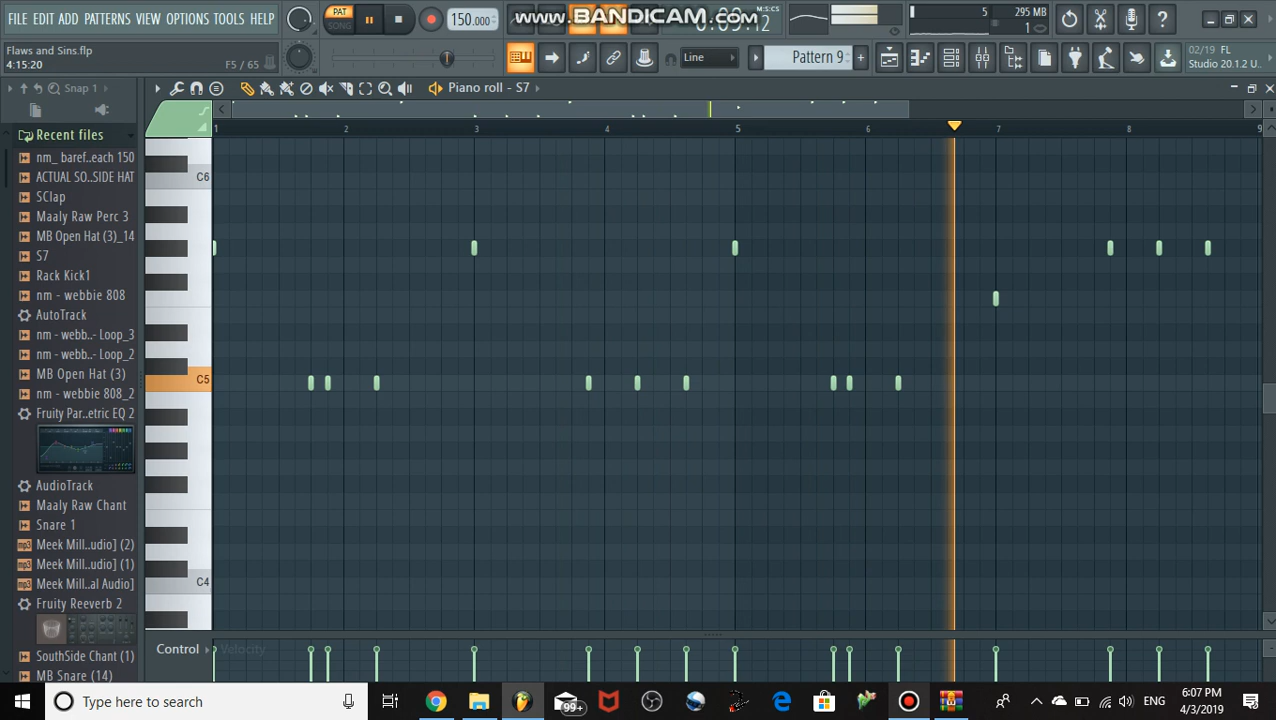 FILE EDIT ADD PATTERNS VIEW OPTIONS TOOLS HELP
PAT
SONG
150.000
www.BANDICAM.com
0:09:12
M:S:CS
5
295 MB
1
Flaws and Sins.flp
4:15:20
F5 / 65
Line
Pattern 9
02/19 FL
Studio 20.1.2 U..
Snap 1
Piano roll - S7
Recent files
nm_ baref..each 150
ACTUAL SO..SIDE HAT
SClap
Maaly Raw Perc 3
MB Open Hat (3)_14
S7
Rack Kick1
nm - webbie 808
AutoTrack
nm - webb..- Loop_3
nm - webb..- Loop_2
MB Open Hat (3)
nm - webbie 808_2
Fruity Par..etric EQ 2
AudioTrack
Maaly Raw Chant
Snare 1
Meek Mill..udio] (2)
Meek Mill..udio] (1)
Meek Mill..al Audio]
Fruity Reeverb 2
SouthSide Chant (1)
MB Snare (14)
1 2 3 4 5 6 7 8 9
C6
C5
C4
Control
Velocity
Type here to search
99+
ENG
6:07 PM
4/3/2019